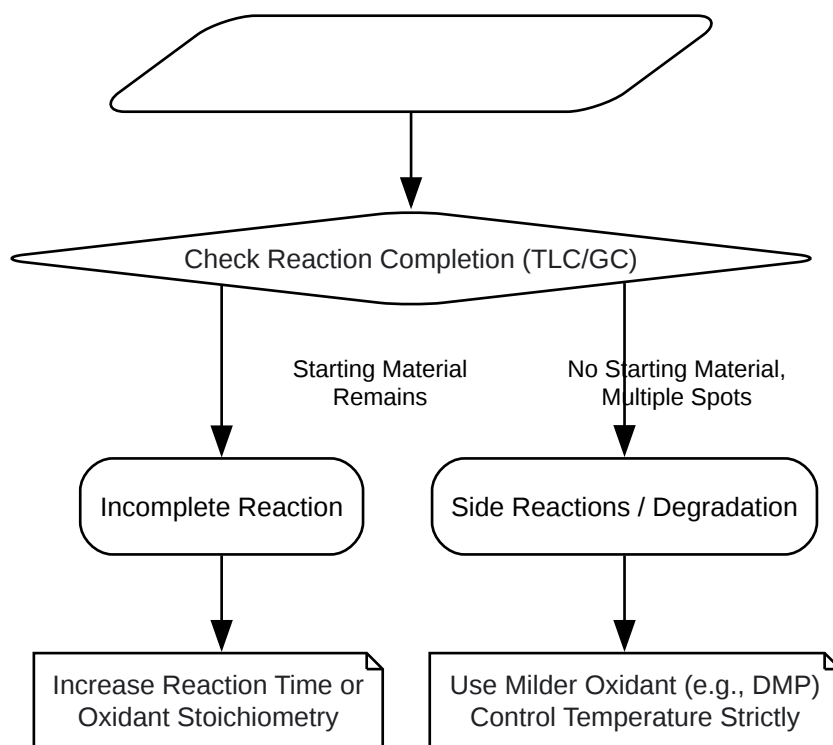 Check Reaction Completion (TLC/GC)
Starting Material
Remains
No Starting Material,
Multiple Spots
Incomplete Reaction
Side Reactions / Degradation
Increase Reaction Time or
Oxidant Stoichiometry
Use Milder Oxidant (e.g., DMP)
Control Temperature Strictly